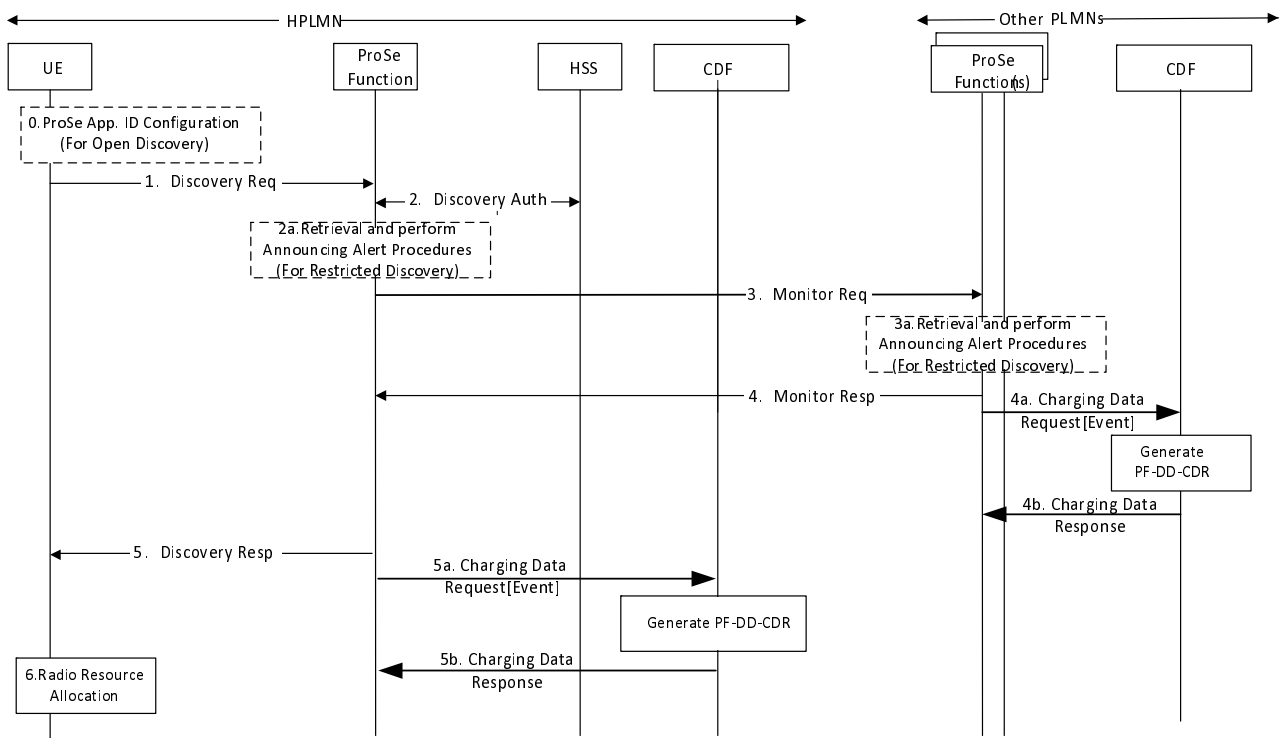 HPLMN
Other PLMNs
UE
ProSe
Function
HSS
CDF
ProSe
Function(s)
CDF
0.ProSe App. ID Configuration
(For Open Discovery)
1. Discovery Req
2. Discovery Auth
2a.Retrieval and perform
Announcing Alert Procedures
(For Restricted Discovery)
3. Monitor Req
3a.Retrieval and perform
Announcing Alert Procedures
(For Restricted Discovery)
4. Monitor Resp
4a. Charging Data
Request[Event]
Generate
PF-DD-CDR
4b. Charging Data
Response
5. Discovery Resp
5a. Charging Data
Request[Event]
Generate PF-DD-CDR
5b. Charging Data
Response
6.Radio Resource
Allocation